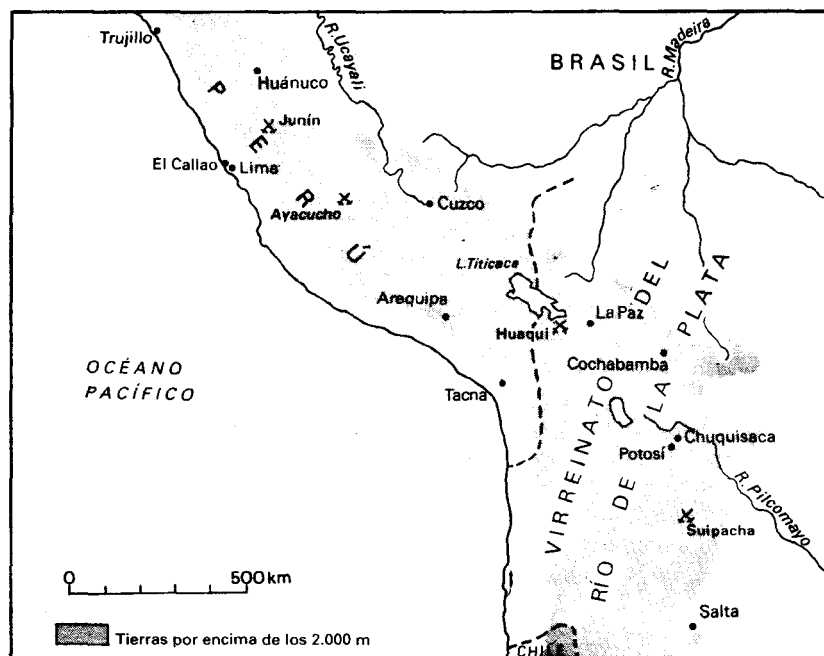 Trujillo
R. Ucayali
BRASIL
R. Madeira
Huánuco
PERÚ
Junín
El Callao
Lima
Ayacucho
Cuzco
L. Titicaca
Arequipa
Huaqui
La Paz
VIRREINATO DEL
RÍO DE LA PLATA
OCÉANO
PACÍFICO
Cochabamba
Tacna
Chuquisaca
Potosí
R. Pilcomayo
Suipacha
0 500 km
Salta
Tierras por encima de los 2.000 m
CHILE